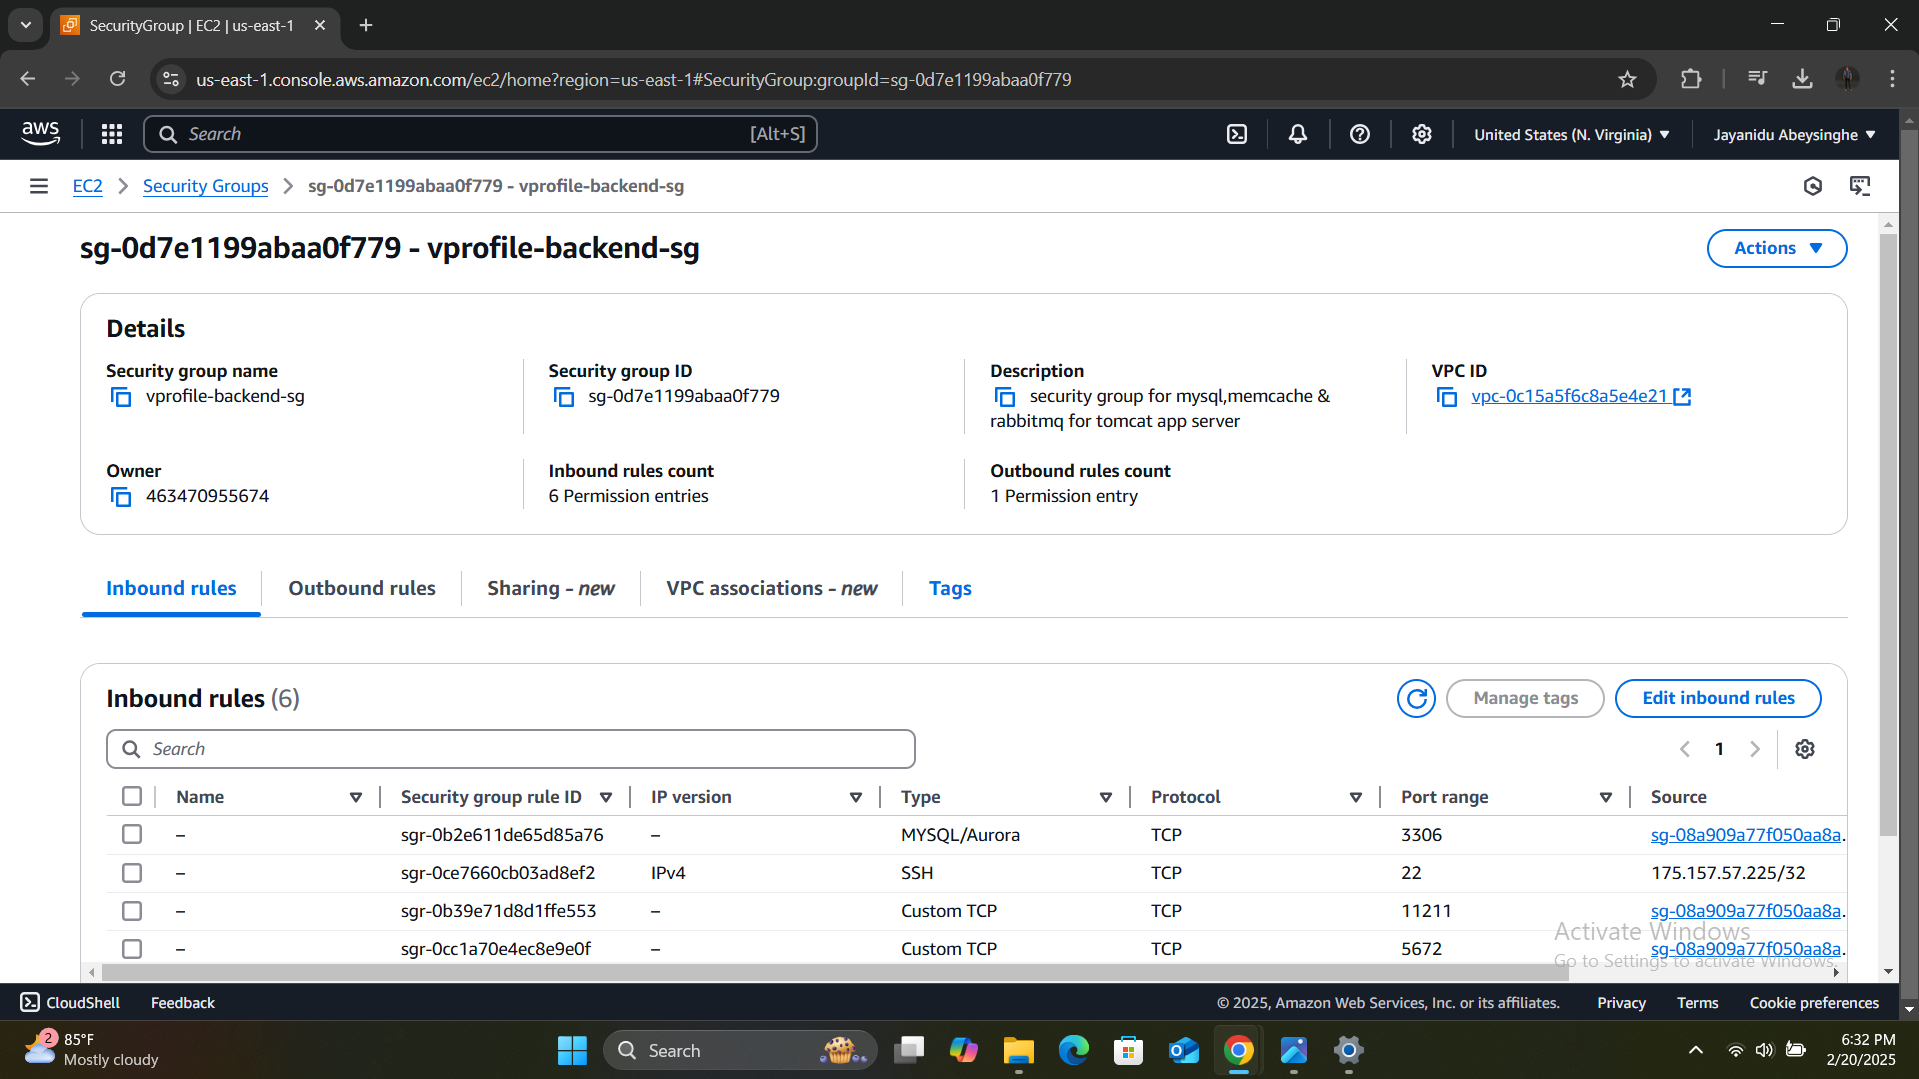 SecurityGroup | EC2 | us-east-1
us-east-1.console.aws.amazon.com/ec2/home?region=us-east-1#SecurityGroup:groupId=sg-0d7e1199abaa0f779
aws Search [Alt+S] United States (N. Virginia) Jayanidu Abeysinghe
EC2 Security Groups sg-0d7e1199abaa0f779 - vprofile-backend-sg
sg-0d7e1199abaa0f779 - vprofile-backend-sg Actions
Details
Security group name Security group ID Description VPC ID
vprofile-backend-sg sg-0d7e1199abaa0f779 security group for mysql,memcache & vpc-0c15a5f6c8a5e4e21
rabbitmq for tomcat app server
Owner Inbound rules count Outbound rules count
463470955674 6 Permission entries 1 Permission entry
Inbound rules Outbound rules Sharing - new VPC associations - new Tags
Inbound rules (6) Manage tags Edit inbound rules
Search 1
Name Security group rule ID IP version Type Protocol Port range Source
– sgr-0b2e611de65d85a76 – MYSQL/Aurora TCP 3306 sg-08a909a77f050aa8a.
– sgr-0ce7660cb03ad8ef2 IPv4 SSH TCP 22 175.157.57.225/32
– sgr-0b39e71d8d1ffe553 – Custom TCP TCP 11211 sg-08a909a77f050aa8a.
Activate Windows
– sgr-0cc1a70e4ec8e9e0f – Custom TCP TCP 5672 sg-08a909a77f050aa8a.
Go to Settings to activate Windows.
CloudShell Feedback © 2025, Amazon Web Services, Inc. or its affiliates. Privacy Terms Cookie preferences
2 85°F Search 6:32 PM
Mostly cloudy 2/20/2025